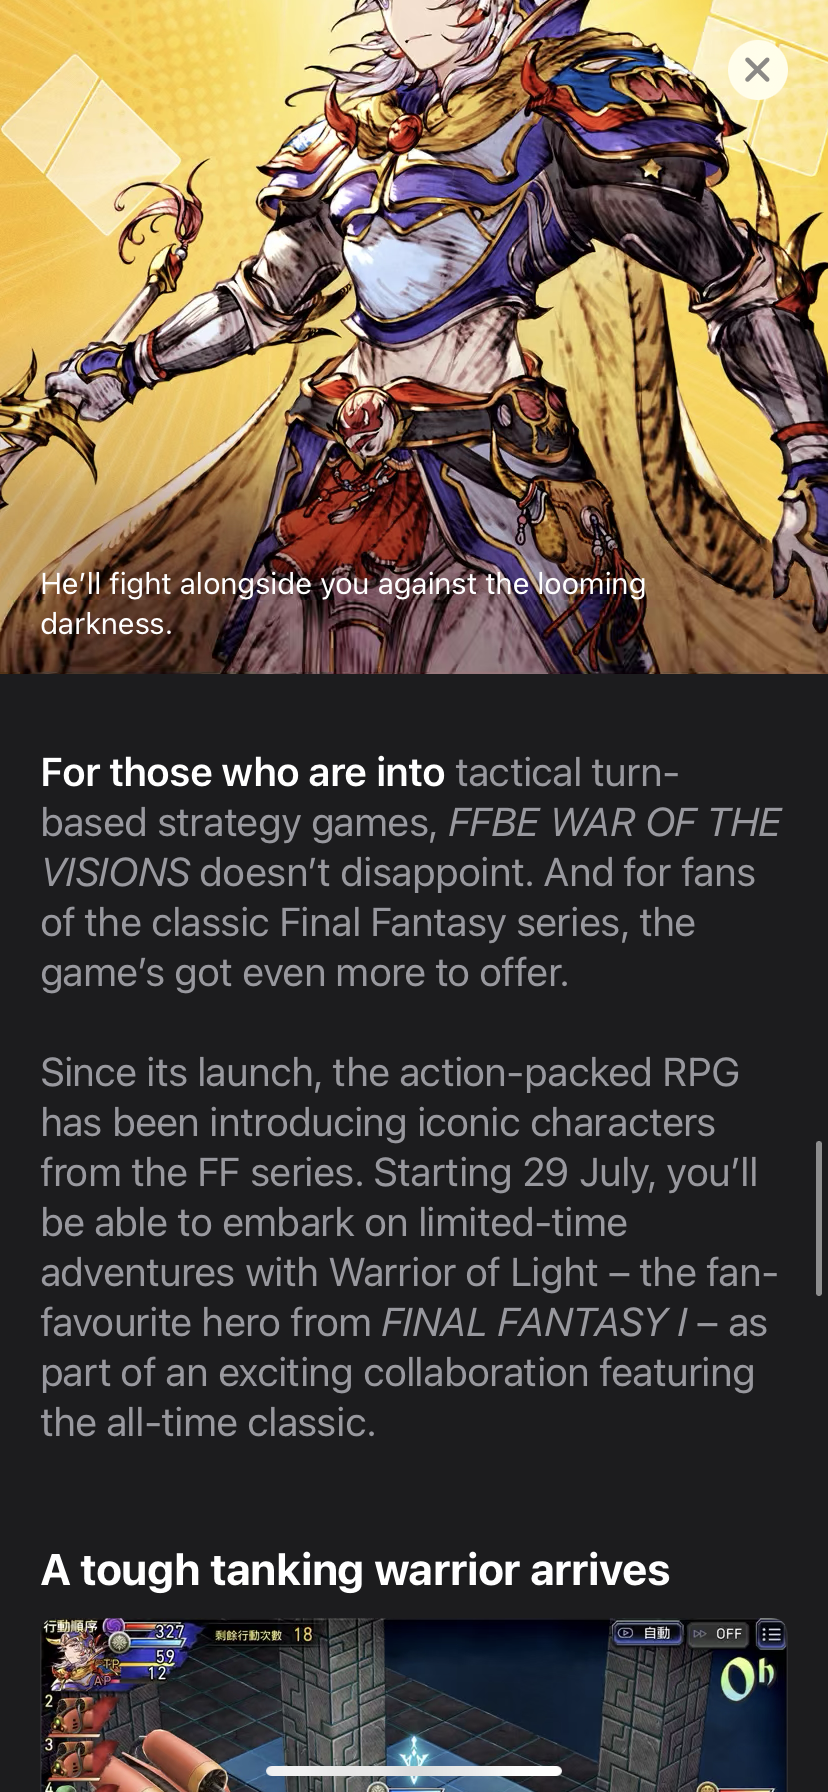 He’ll fight alongside you against the looming
darkness.
For those who are into tactical turn-
based strategy games, FFBE WAR OF THE
VISIONS doesn’t disappoint. And for fans
of the classic Final Fantasy series, the
game’s got even more to offer.
Since its launch, the action-packed RPG
has been introducing iconic characters
from the FF series. Starting 29 July, you’ll
be able to embark on limited-time
adventures with Warrior of Light – the fan-
favourite hero from FINAL FANTASY I – as
part of an exciting collaboration featuring
the all-time classic.
A tough tanking warrior arrives
行動順序 327
剩餘行動次數 18
自動
OFF
TP 59
AP 12
0h
2
3
4